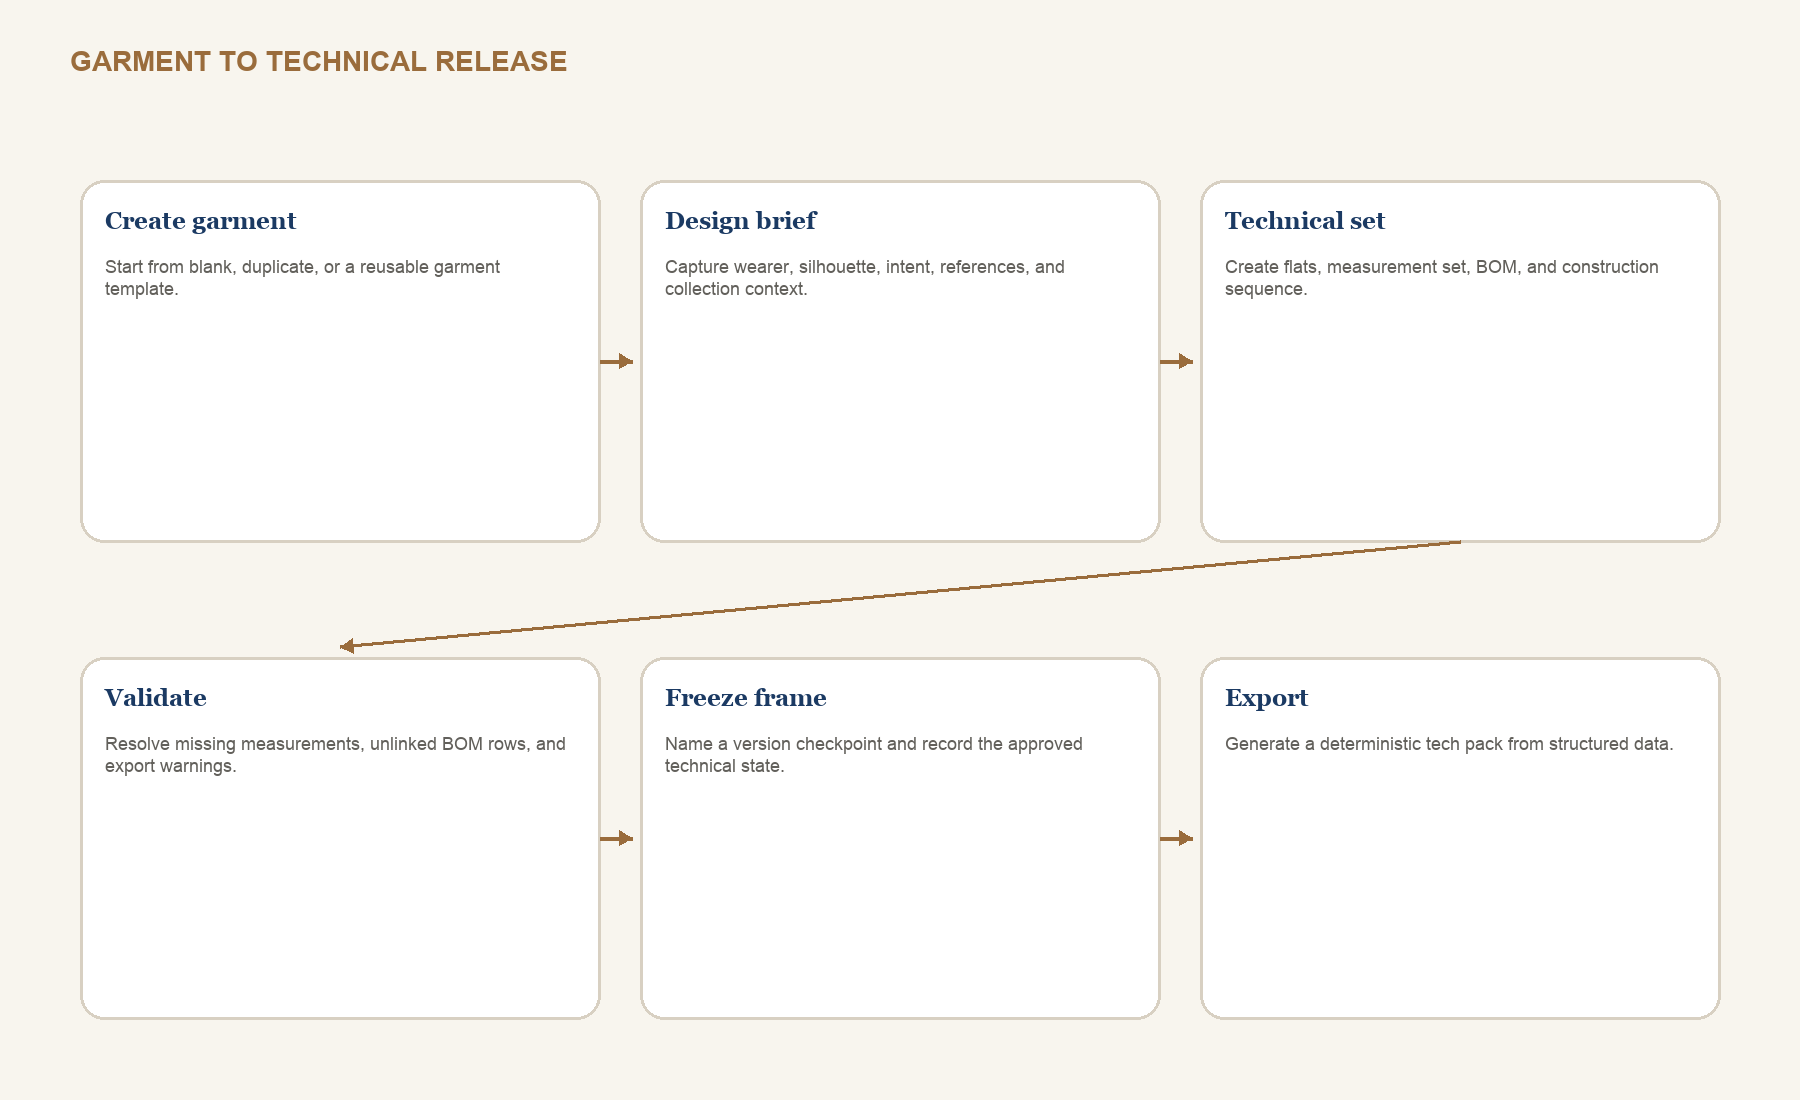 GARMENT TO TECHNICAL RELEASE
Create garment
Start from blank, duplicate, or a reusable garment
template.
Design brief
Capture wearer, silhouette, intent, references, and
collection context.
Technical set
Create flats, measurement set, BOM, and construction
sequence.
Validate
Resolve missing measurements, unlinked BOM rows, and
export warnings.
Freeze frame
Name a version checkpoint and record the approved
technical state.
Export
Generate a deterministic tech pack from structured data.